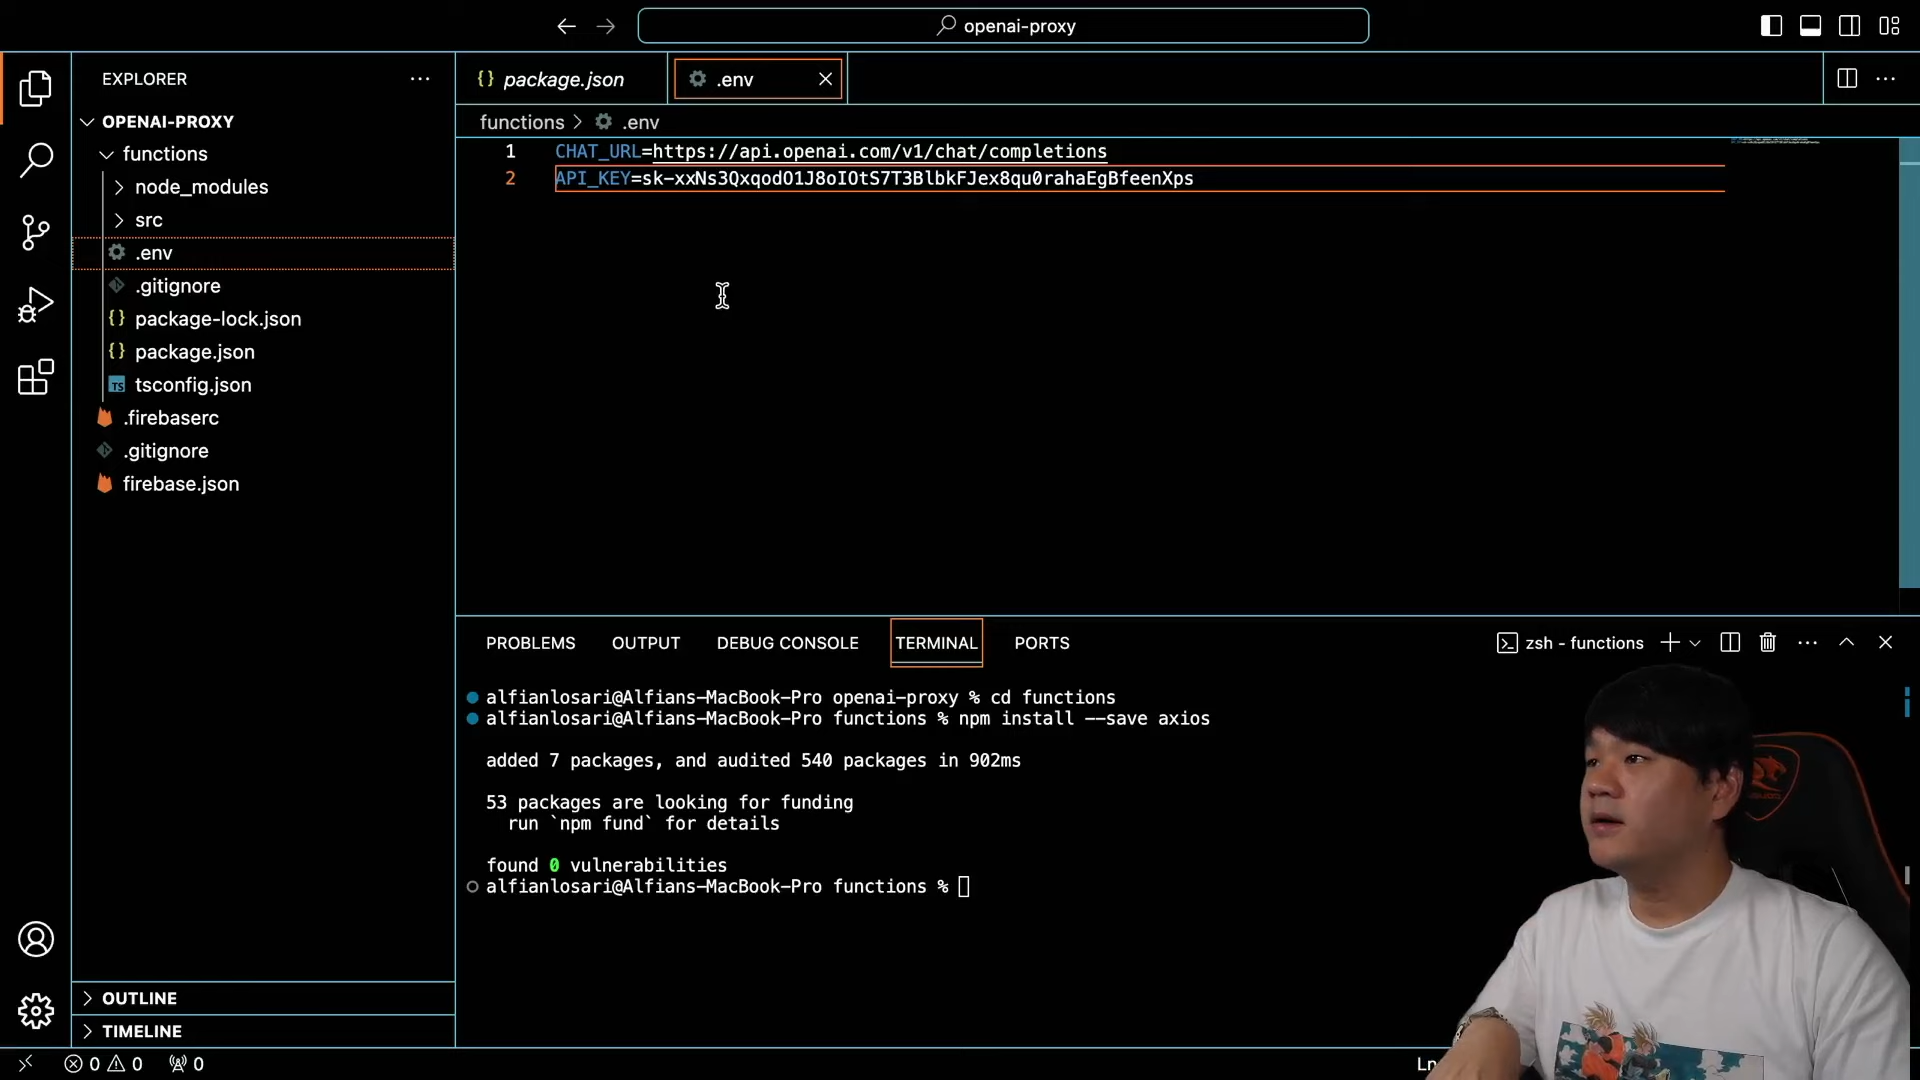 openai-proxy
EXPLORER
package.json
.env
OPENAI-PROXY
functions > .env
functions
1 CHAT_URL=https://api.openai.com/v1/chat/completions
2 API_KEY=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
node_modules
src
.env
.gitignore
package-lock.json
package.json
TS tsconfig.json
.firebaserc
.gitignore
firebase.json
PROBLEMS OUTPUT DEBUG CONSOLE TERMINAL PORTS
zsh - functions
alfianlosari@Alfians-MacBook-Pro openai-proxy % cd functions
alfianlosari@Alfians-MacBook-Pro functions % npm install --save axios
added 7 packages, and audited 540 packages in 902ms
53 packages are looking for funding
run `npm fund` for details
found 0 vulnerabilities
alfianlosari@Alfians-MacBook-Pro functions %
OUTLINE
TIMELINE
0 0 0
Ln